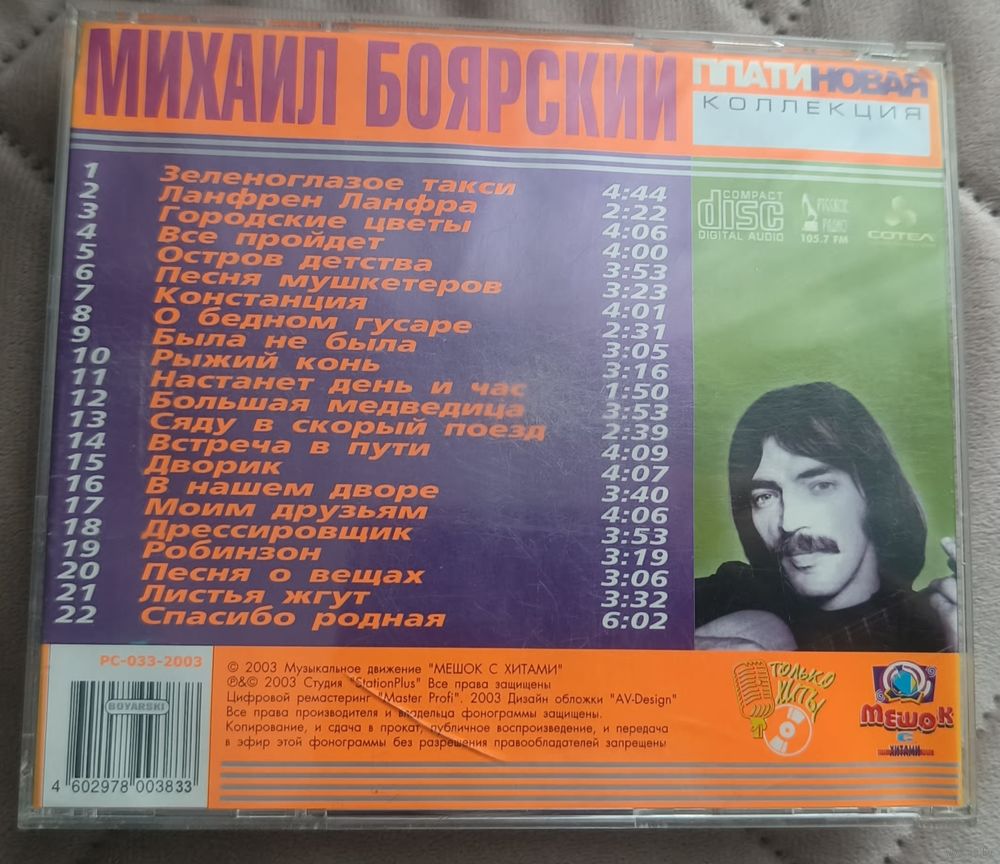 МИХАИЛ БОЯРСКИЙ
ПЛАТИНОВАЯ
КОЛЛЕКЦИЯ
1 Зеленоглазое такси 4:44
2 Ланфрен Ланфра 2:22
3 Городские цветы 4:06
4 Все пройдет 4:00
5 Остров детства 3:53
6 Песня мушкетеров 3:23
7 Констанция 4:01
8 О бедном гусаре 2:31
9 Была не была 3:05
10 Рыжий конь 3:16
11 Настанет день и час 1:50
12 Большая медведица 3:53
13 Сяду в скорый поезд 2:39
14 Встреча в пути 4:09
15 Дворик 4:07
16 В нашем дворе 3:40
17 Моим друзьям 4:06
18 Дрессировщик 3:53
19 Робинзон 3:19
20 Песня о вещах 3:06
21 Листья жгут 3:32
22 Спасибо родная 6:02
COMPACT
disc
DIGITAL AUDIO
РУССКОЕ
РАДИО
105.7 FM
СОТЕЛ
PC-033-2003
BOYARSKI
4 602978 003833
© 2003 Музыкальное движение "МЕШОК С ХИТАМИ"
℗&© 2003 Студия "StationPlus" Все права защищены
Цифровой ремастеринг "Master Profi". 2003 Дизайн обложки "AV-Design"
Все права производителя и владельца фонограммы защищены.
Копирование, и сдача в прокат, публичное воспроизведение, и передача
в эфир этой фонограммы без разрешения правообладателей запрещены
ТОЛЬКО
ХИТЫ
МЕШОК
С
ХИТАМИ